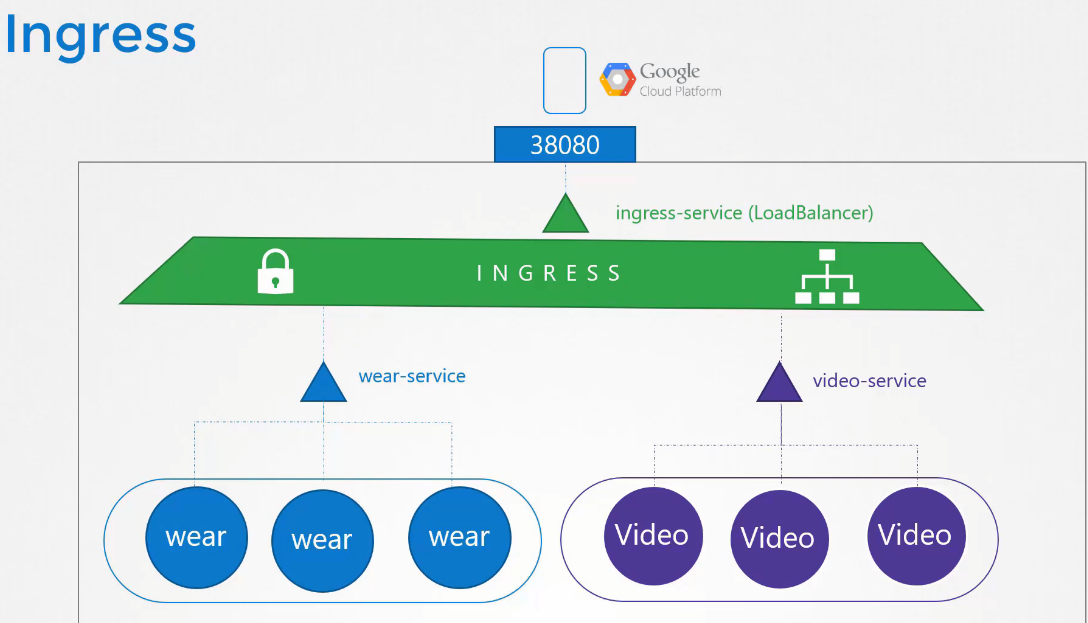 Ingress
Google
Cloud Platform
38080
ingress-service (LoadBalancer)
INGRESS
wear-service
video-service
wear
wear
wear
Video
Video
Video